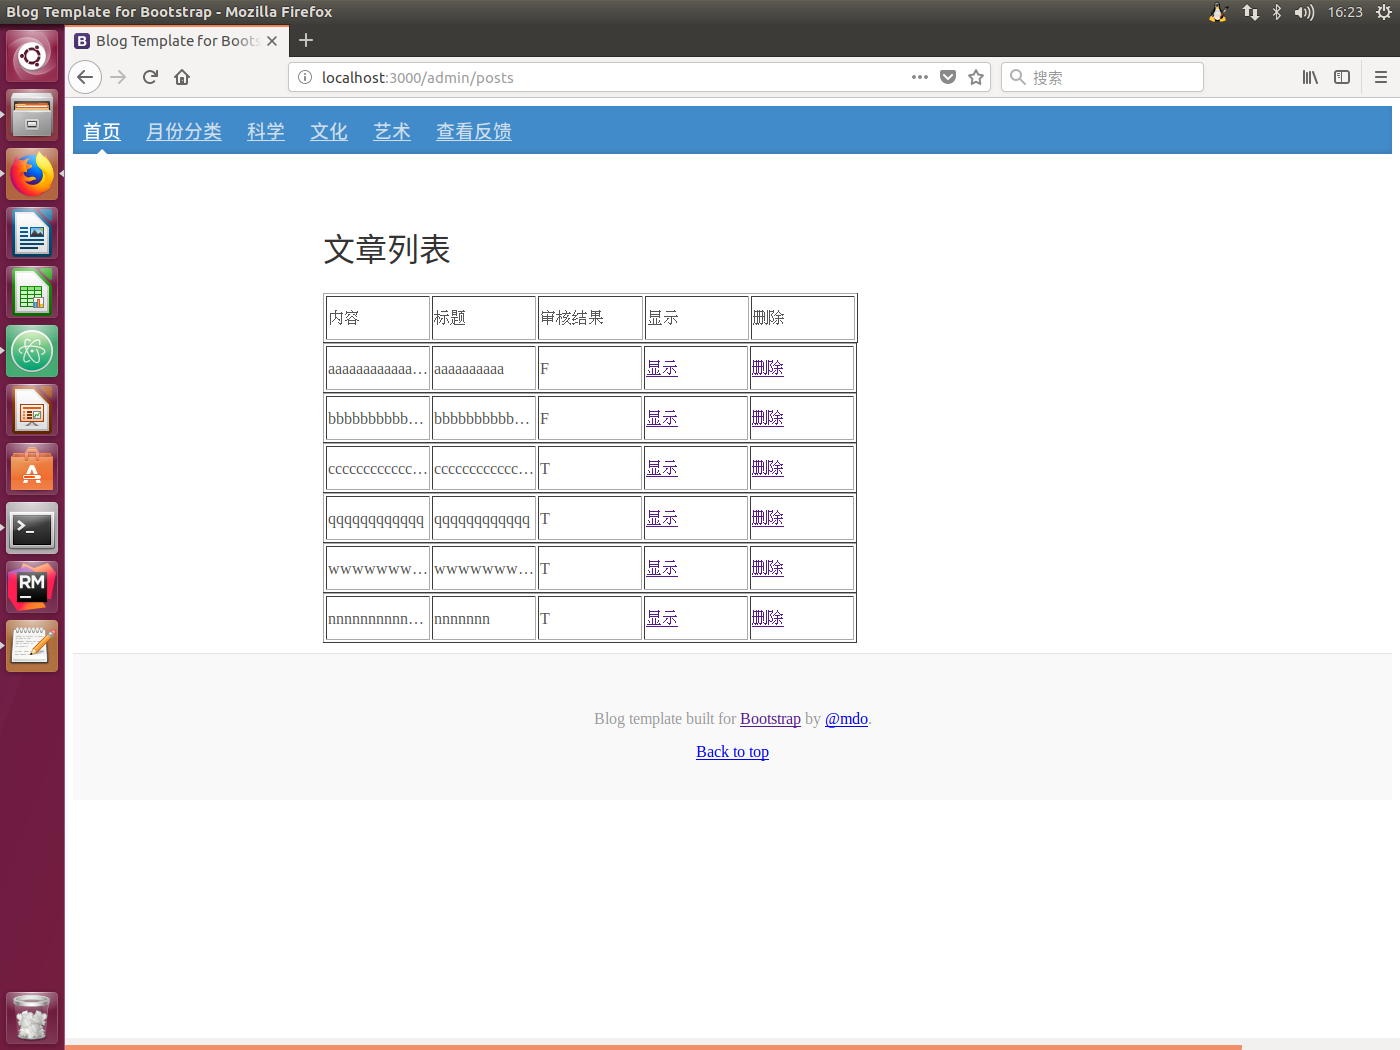 Blog Template for Bootstrap - Mozilla Firefox
16:23
Blog Template for Boots
localhost:3000/admin/posts
搜索
首页 月份分类 科学 文化 艺术 查看反馈
文章列表
内容 标题 审核结果 显示 删除
aaaaaaaaaaaa… aaaaaaaaaa F 显示 删除
bbbbbbbbbb… bbbbbbbbbb… F 显示 删除
cccccccccccc… cccccccccccc… T 显示 删除
qqqqqqqqqqqq qqqqqqqqqqqq T 显示 删除
wwwwwww… wwwwwww… T 显示 删除
nnnnnnnnnn… nnnnnnn T 显示 删除
Blog template built for Bootstrap by @mdo.
Back to top